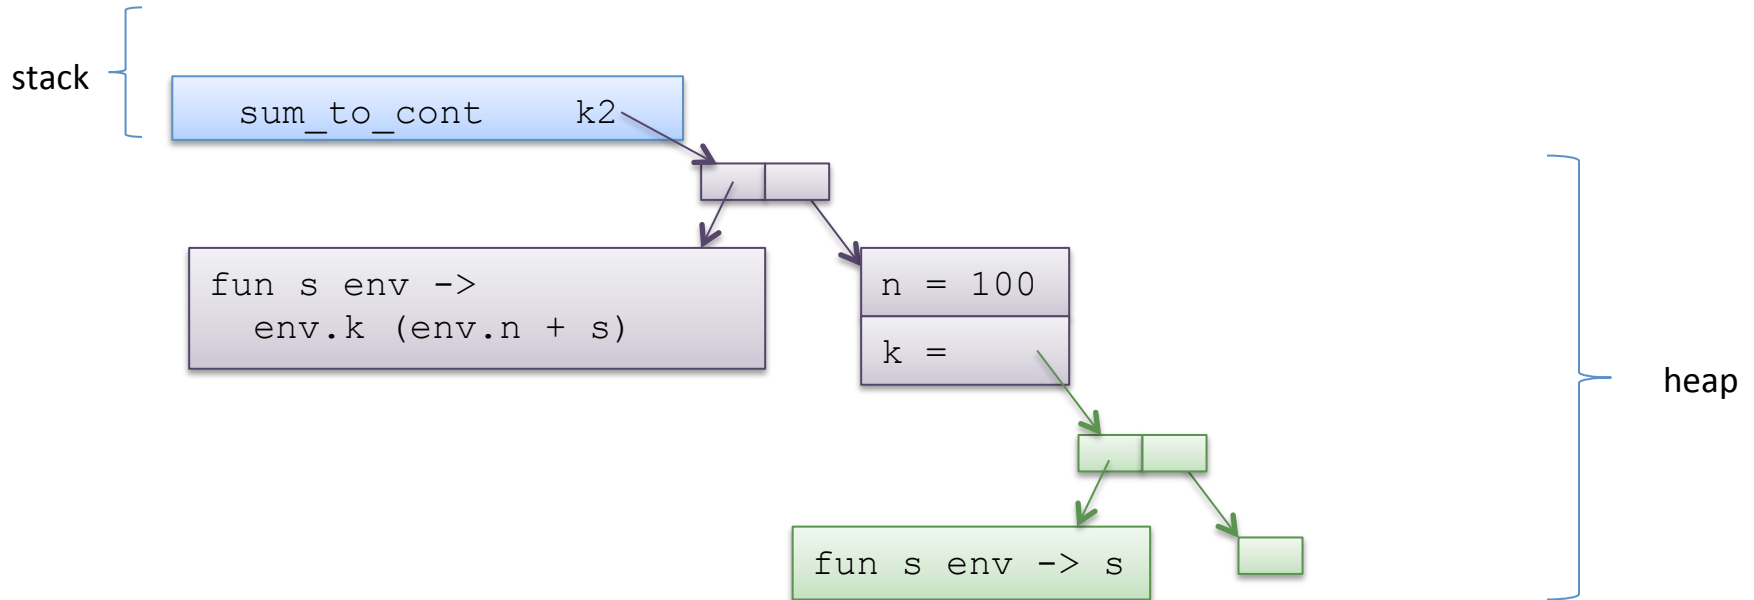 stack
sum_to_cont k2
fun s env ->
env.k (env.n + s)
n = 100
k =
heap
fun s env -> s